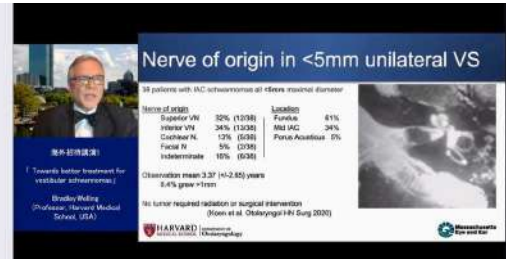 Nerve of origin in <5mm unilateral VS
38 patients with IAC schwannomas all <5mm maximal diameter
Nerve of origin
Superior VN 32% (12/38)
Inferior VN 34% (13/38)
Cochlear N. 13% (5/38)
Facial N 5% (2/38)
Indeterminate 16% (6/38)
Location
Fundus 61%
Mid IAC 34%
Porus Acusticus 5%
Observation mean 3.37 (+/-2.65) years
8.4% grew >1mm
No tumor required radiation or surgical intervention
(Koen et al. Otolaryngol HN Surg 2020)
海外招待講演1
「 Towards better treatment for
vestibular schwannomas」
Bradley Welling
(Professor, Harvard Medical
School, USA)
HARVARD
MEDICAL SCHOOL
Otolaryngology
Massachusetts
Eye and Ear